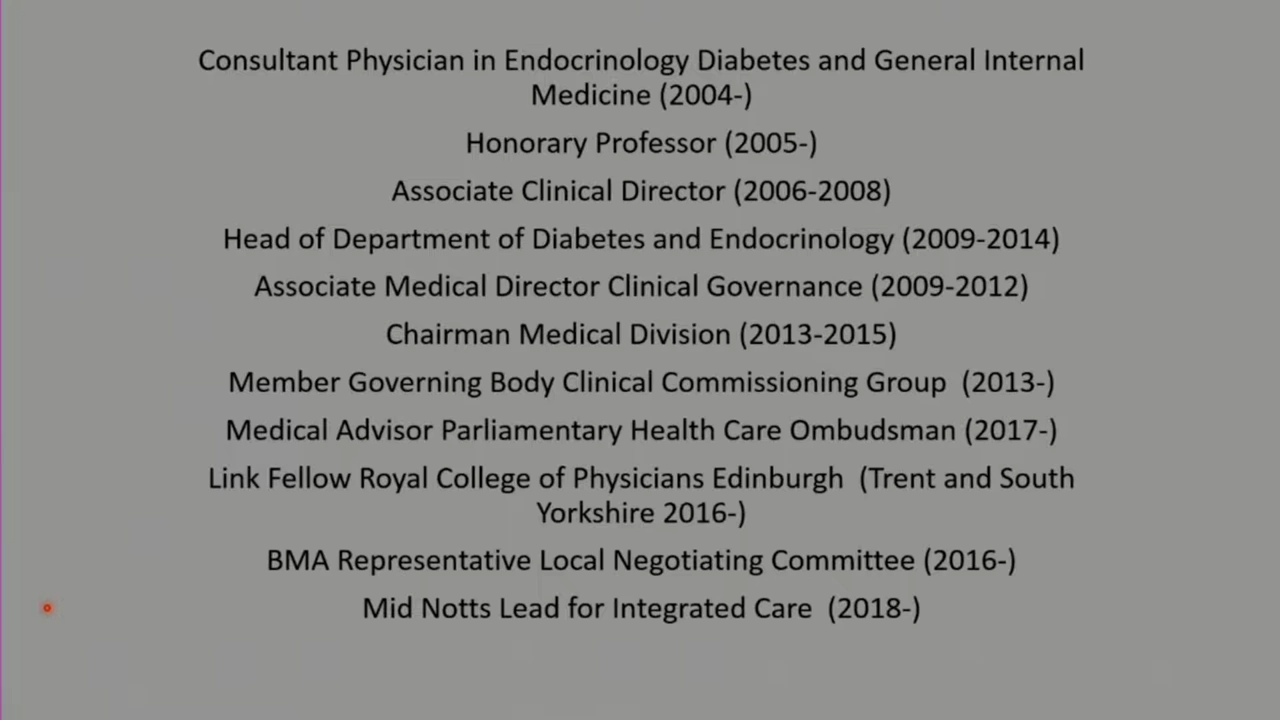 Consultant Physician in Endocrinology Diabetes and General Internal
Medicine (2004-)
Honorary Professor (2005-)
Associate Clinical Director (2006-2008)
Head of Department of Diabetes and Endocrinology (2009-2014)
Associate Medical Director Clinical Governance (2009-2012)
Chairman Medical Division (2013-2015)
Member Governing Body Clinical Commissioning Group  (2013-)
Medical Advisor Parliamentary Health Care Ombudsman (2017-)
Link Fellow Royal College of Physicians Edinburgh  (Trent and South
Yorkshire 2016-)
BMA Representative Local Negotiating Committee (2016-)
Mid Notts Lead for Integrated Care  (2018-)